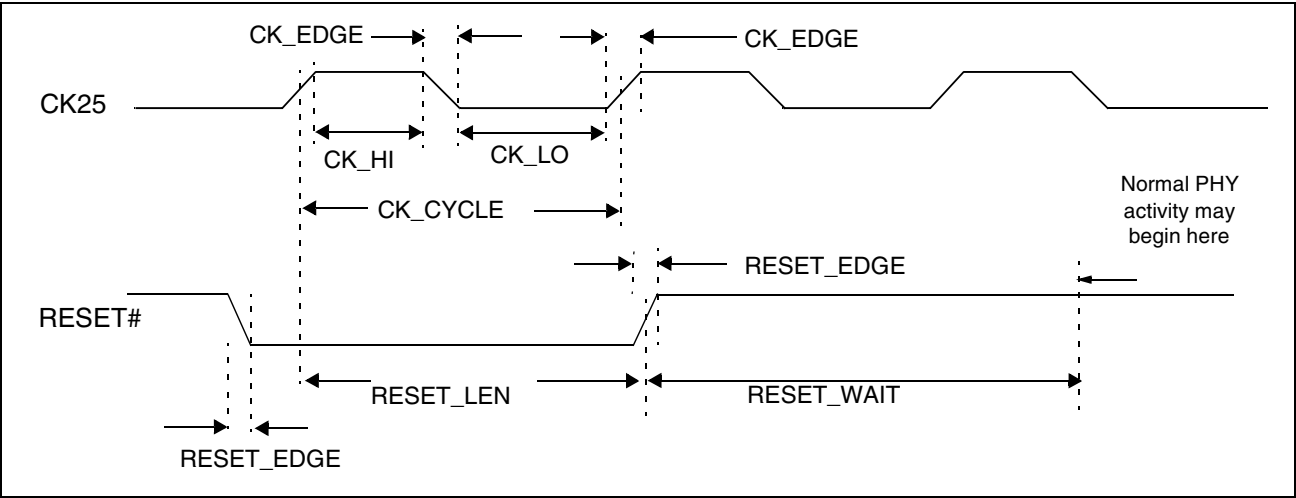 CK_EDGE
CK_EDGE
CK25
CK_HI
CK_LO
CK_CYCLE
Normal PHY
activity may
begin here
RESET_EDGE
RESET#
RESET_LEN
RESET_WAIT
RESET_EDGE